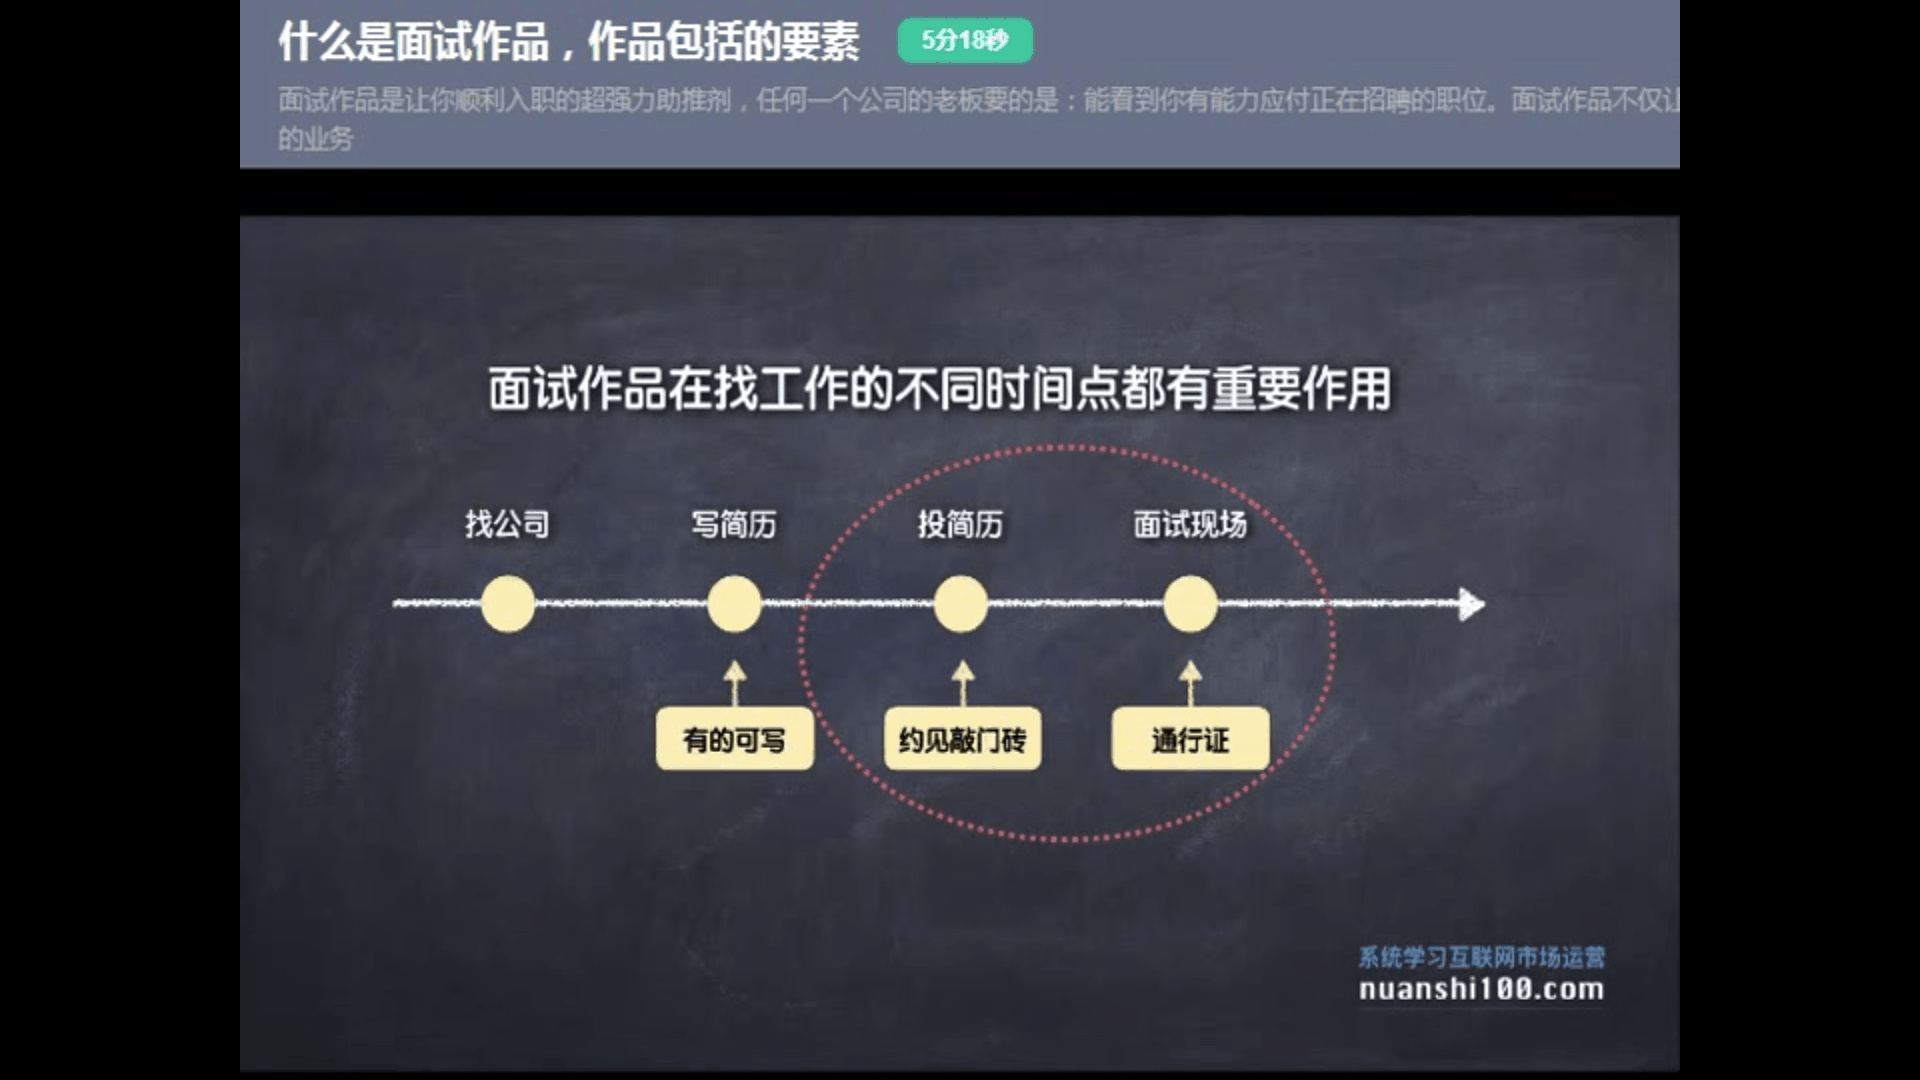 什么是面试作品，作品包括的要素 5分18秒
面试作品是让你顺利入职的超强力助推剂，任何一个公司的老板要的是：能看到你有能力应付正在招聘的职位。面试作品不仅让
的业务
面试作品在找工作的不同时间点都有重要作用
找公司 写简历 投简历 面试现场
有的可写 约见敲门砖 通行证
系统学习互联网市场运营
nuanshi100.com